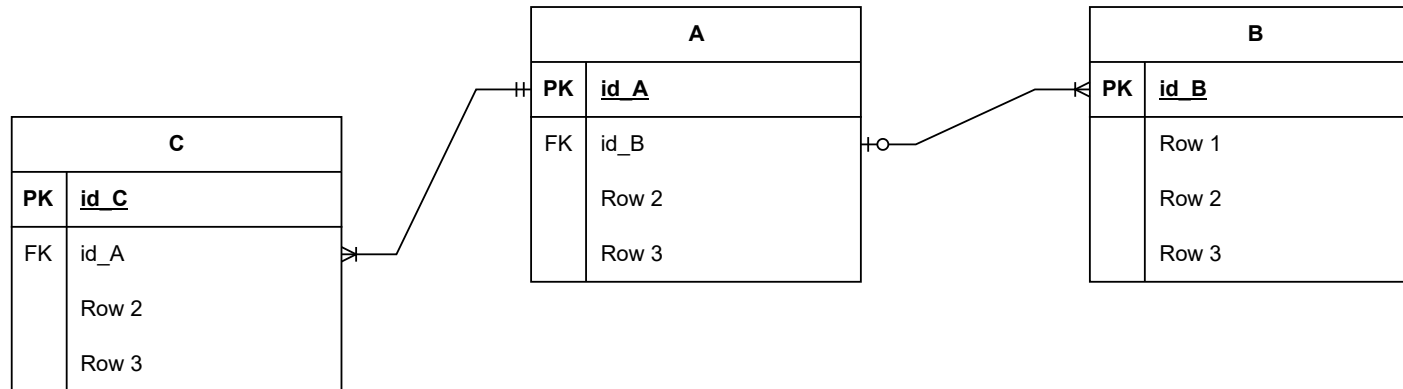 A
PK id_A
FK id_B
Row 2
Row 3
B
PK id_B
Row 1
Row 2
Row 3
C
PK id_C
FK id_A
Row 2
Row 3